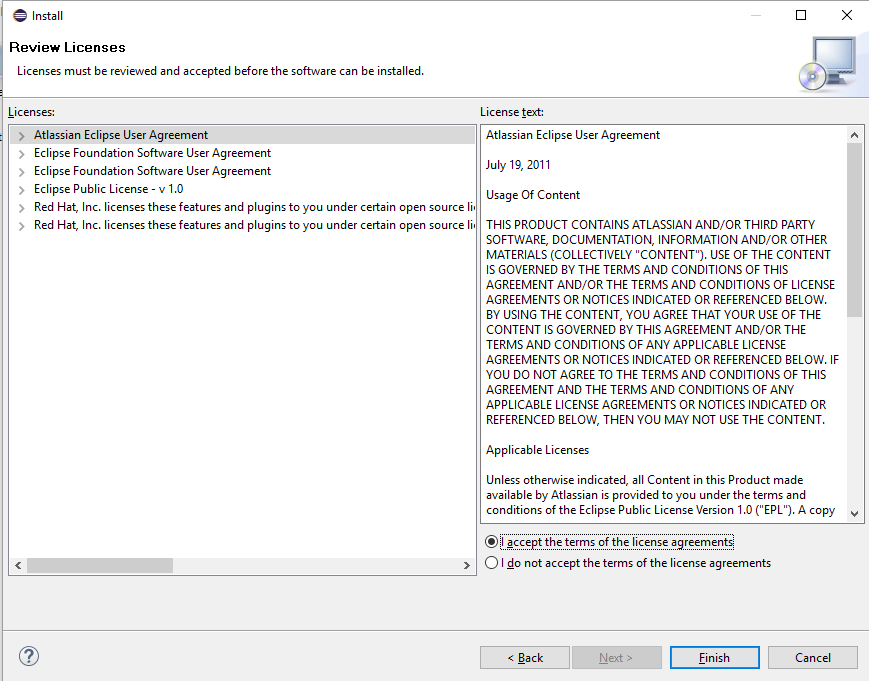 Install
Review Licenses
Licenses must be reviewed and accepted before the software can be installed.
Licenses:
Atlassian Eclipse User Agreement
Eclipse Foundation Software User Agreement
Eclipse Foundation Software User Agreement
Eclipse Public License - v 1.0
Red Hat, Inc. licenses these features and plugins to you under certain open source li
Red Hat, Inc. licenses these features and plugins to you under certain open source li
License text:
Atlassian Eclipse User Agreement
July 19, 2011
Usage Of Content
THIS PRODUCT CONTAINS ATLASSIAN AND/OR THIRD PARTY
SOFTWARE, DOCUMENTATION, INFORMATION AND/OR OTHER
MATERIALS (COLLECTIVELY "CONTENT"). USE OF THE CONTENT
IS GOVERNED BY THE TERMS AND CONDITIONS OF THIS
AGREEMENT AND/OR THE TERMS AND CONDITIONS OF LICENSE
AGREEMENTS OR NOTICES INDICATED OR REFERENCED BELOW.
BY USING THE CONTENT, YOU AGREE THAT YOUR USE OF THE
CONTENT IS GOVERNED BY THIS AGREEMENT AND/OR THE
TERMS AND CONDITIONS OF ANY APPLICABLE LICENSE
AGREEMENTS OR NOTICES INDICATED OR REFERENCED BELOW. IF
YOU DO NOT AGREE TO THE TERMS AND CONDITIONS OF THIS
AGREEMENT AND THE TERMS AND CONDITIONS OF ANY
APPLICABLE LICENSE AGREEMENTS OR NOTICES INDICATED OR
REFERENCED BELOW, THEN YOU MAY NOT USE THE CONTENT.
Applicable Licenses
Unless otherwise indicated, all Content in this Product made
available by Atlassian is provided to you under the terms and
conditions of the Eclipse Public License Version 1.0 ("EPL"). A copy
I accept the terms of the license agreements
I do not accept the terms of the license agreements
?
< Back
Next >
Finish
Cancel